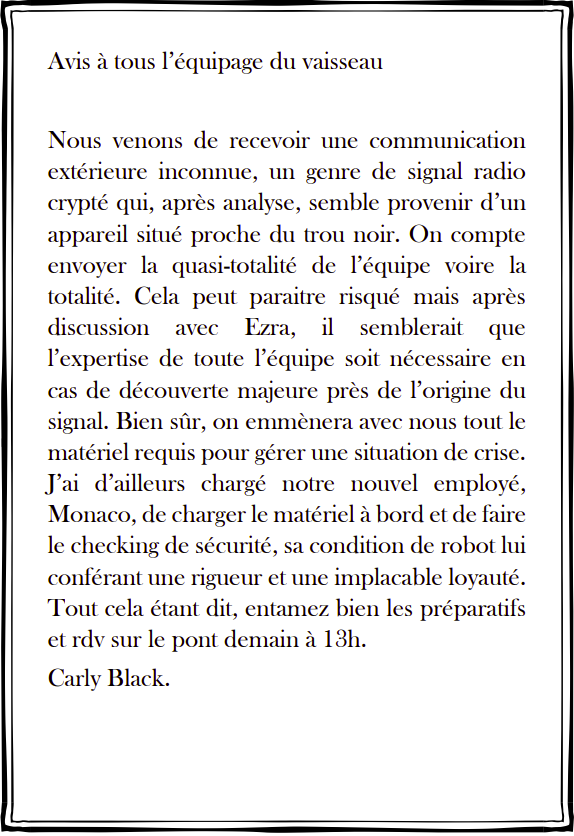 Avis à tous l’équipage du vaisseau
Nous venons de recevoir une communication
extérieure inconnue, un genre de signal radio
crypté qui, après analyse, semble provenir d’un
appareil situé proche du trou noir. On compte
envoyer la quasi-totalité de l’équipe voire la
totalité. Cela peut paraitre risqué mais après
discussion avec Ezra, il semblerait que
l’expertise de toute l’équipe soit nécessaire en
cas de découverte majeure près de l’origine du
signal. Bien sûr, on emmènera avec nous tout le
matériel requis pour gérer une situation de crise.
J’ai d’ailleurs chargé notre nouvel employé,
Monaco, de charger le matériel à bord et de faire
le checking de sécurité, sa condition de robot lui
conférant une rigueur et une implacable loyauté.
Tout cela étant dit, entamez bien les préparatifs
et rdv sur le pont demain à 13h.
Carly Black.